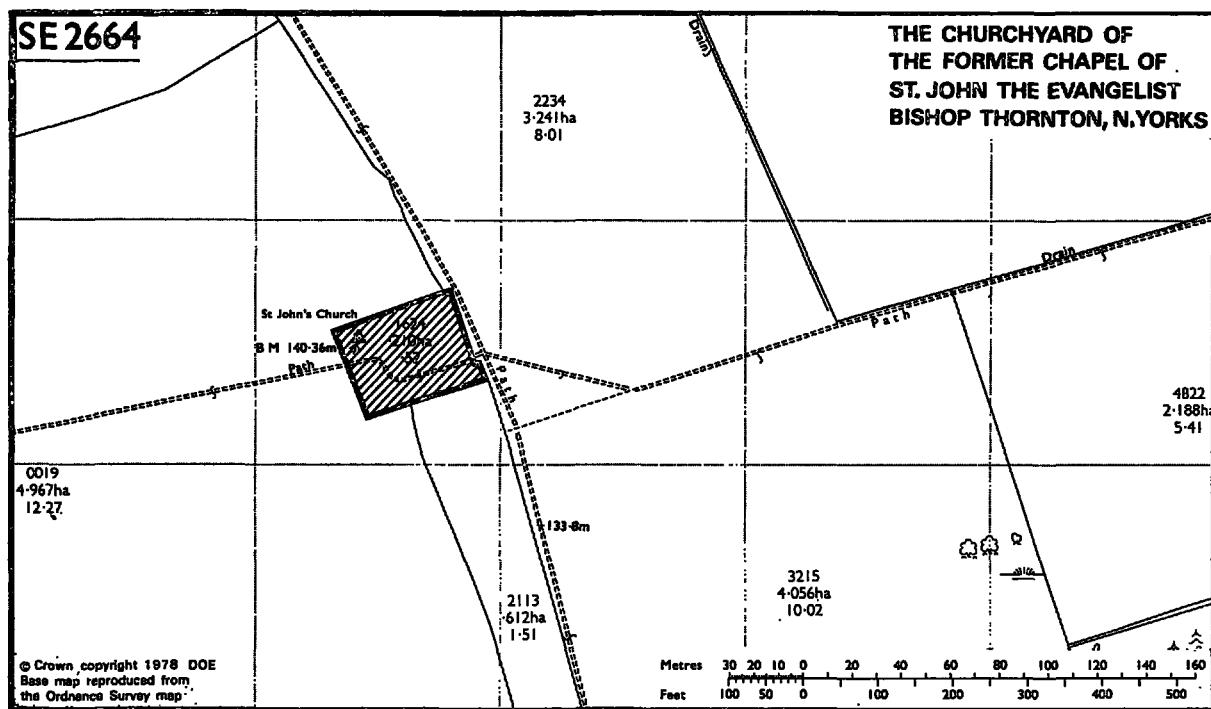 SE 2664
THE CHURCHYARD OF
THE FORMER CHAPEL OF
ST. JOHN THE EVANGELIST
BISHOP THORNTON, N.YORKS
Drain
2234
3·241ha
8·01
Drain
Path
St John's Church
B M 140·36m
Path
1624
·210ha
·52
Path
4822
2·188ha
5·41
0019
4·967ha
12·27
133·8m
2113
·612ha
1·51
3215
4·056ha
10·02
© Crown copyright 1978 DOE
Base map reproduced from
the Ordnance Survey map
Metres 30 20 10 0 20 40 60 80 100 120 140 160
Feet 100 50 0 100 200 300 400 500